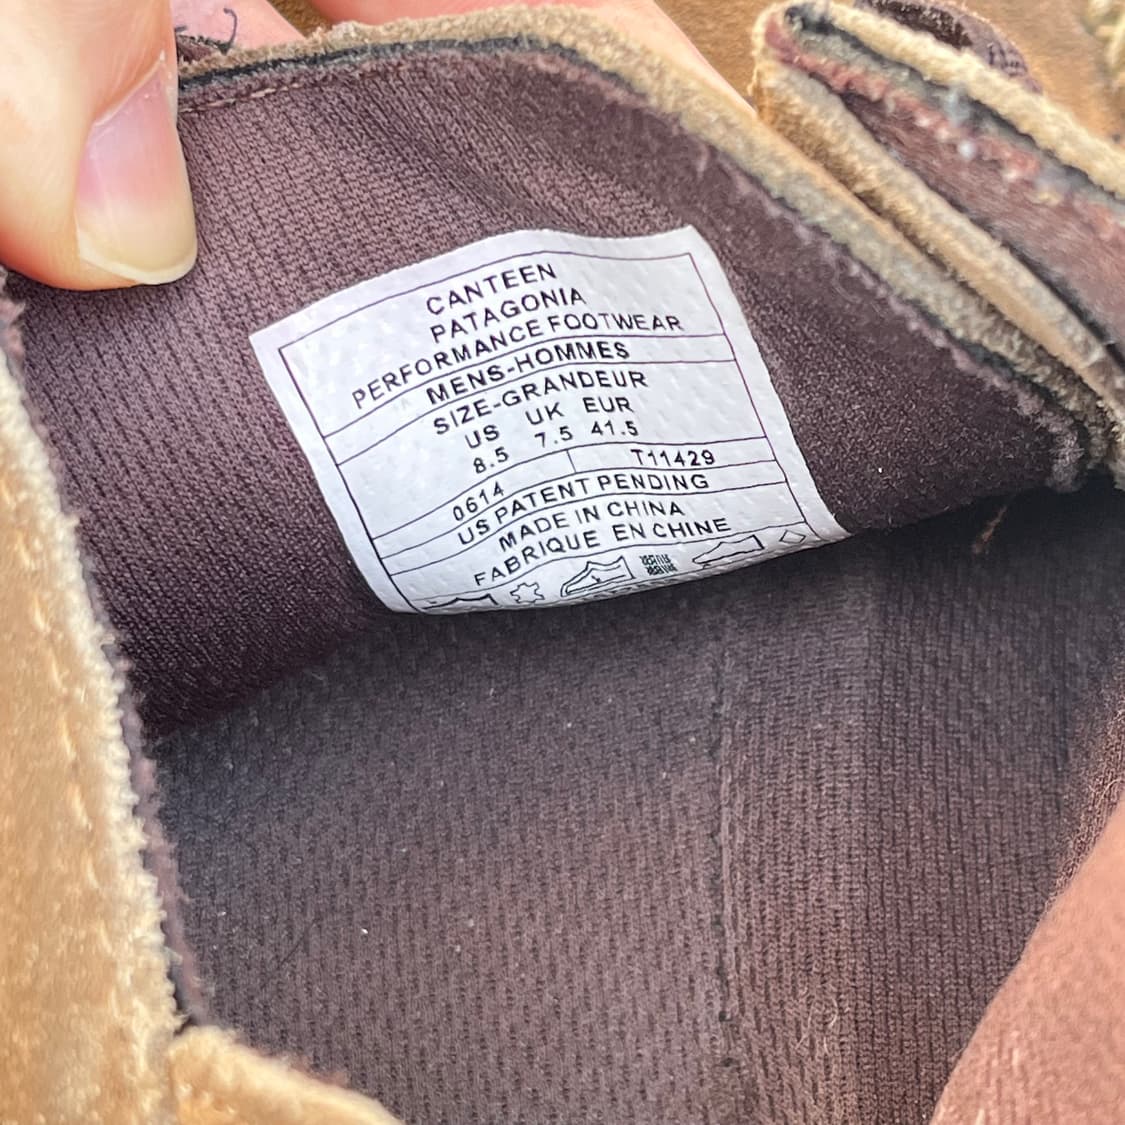 CANTEEN
PATAGONIA
PERFORMANCE FOOTWEAR
MENS-HOMMES
SIZE-GRANDEUR
US UK EUR
8.5 7.5 41.5
0614 T11429
US PATENT PENDING
MADE IN CHINA
FABRIQUE EN CHINE